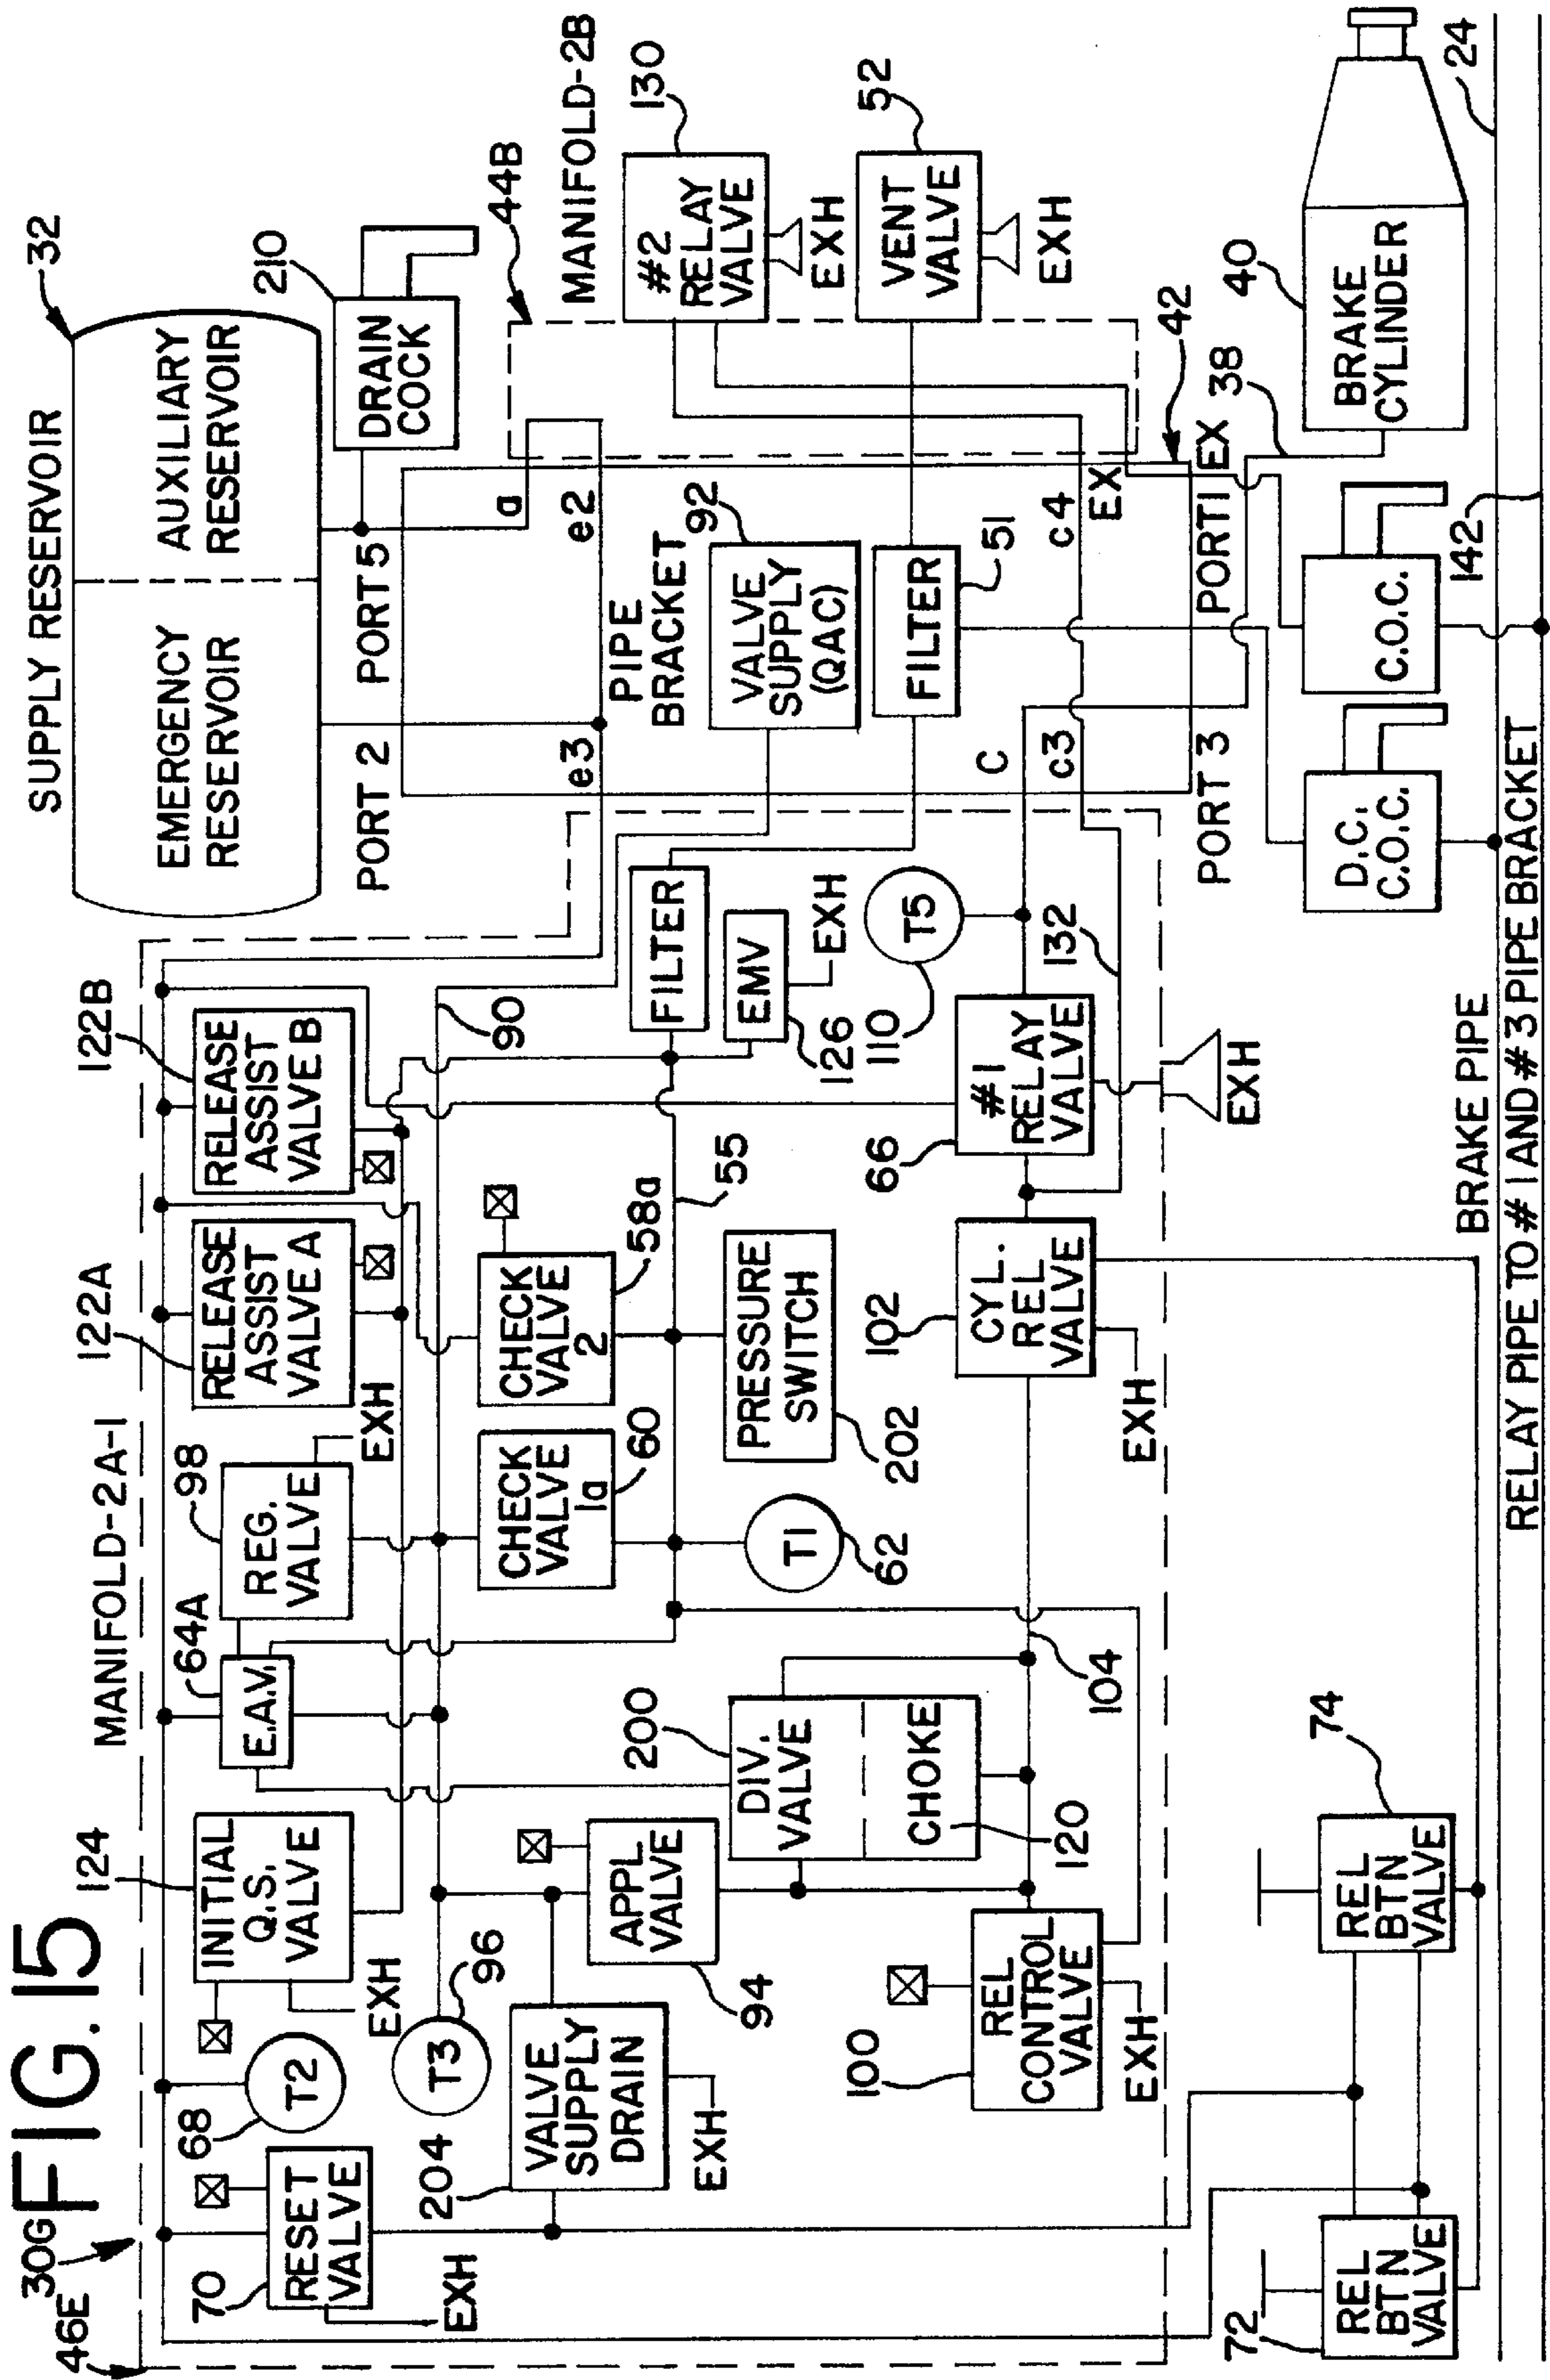 FIG. 15
30G
46E
MANIFOLD-2A-1
SUPPLY RESERVOIR
32
EMERGENCY
RESERVOIR
AUXILIARY
RESERVOIR
PORT 2
PORT 5
210
DRAIN
COCK
44B
MANIFOLD-2B
70
RESET
VALVE
EXH
68
T2
124
INITIAL
Q.S.
VALVE
EXH
64A
E.A.V.
98
REG.
VALVE
EXH
122A
RELEASE
ASSIST
VALVE A
122B
RELEASE
ASSIST
VALVE B
90
e3
e2
a
PIPE
BRACKET
#2
RELAY
VALVE
130
EXH
204
VALVE
SUPPLY
DRAIN
EXH
T3
96
APPL
VALVE
94
200
DIV.
VALVE
CHOKE
120
CHECK
VALVE
1a
60
CHECK
VALVE
2
58a
55
FILTER
EMV
126
EXH
VALVE
SUPPLY
(QAC)
92
FILTER
51
VENT
VALVE
52
EXH
T1
62
PRESSURE
SWITCH
202
T5
110
100
REL
CONTROL
VALVE
EXH
104
102
CYL.
REL
VALVE
EXH
66
#1
RELAY
VALVE
EXH
132
C
c3
c4
EX
42
PORT 3
PORT1 EX
38
40
BRAKE
CYLINDER
72
REL
BTN
VALVE
74
REL
BTN
VALVE
D.C.
C.O.C.
C.O.C.
142
24
BRAKE PIPE
RELAY PIPE TO #1 AND #3 PIPE BRACKET